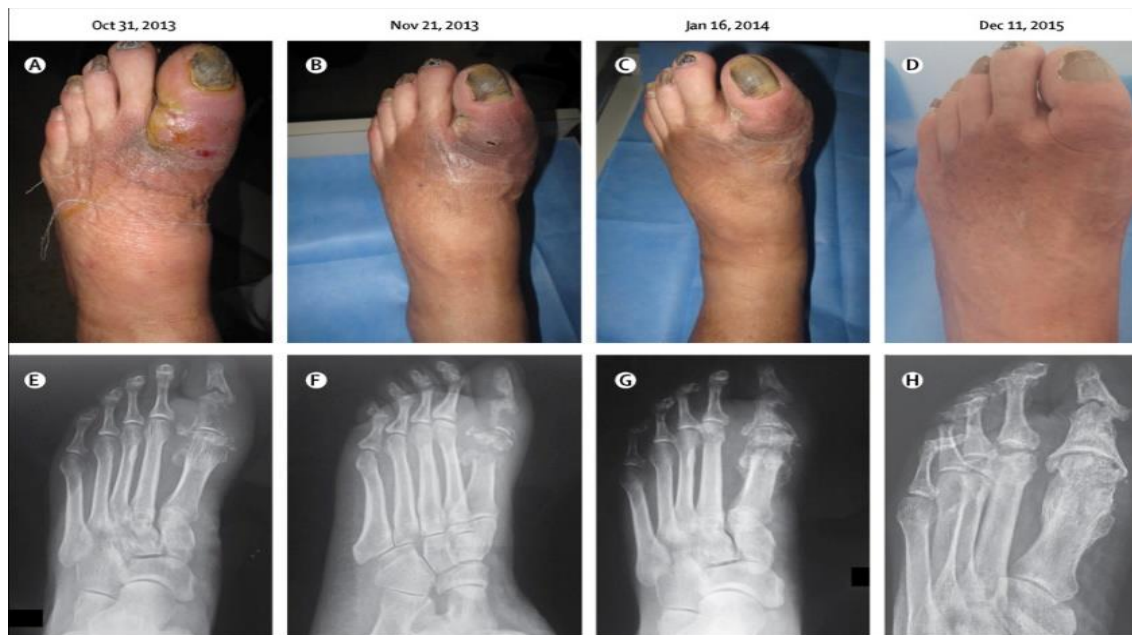 Oct 31, 2013
Nov 21, 2013
Jan 16, 2014
Dec 11, 2015
A
B
C
D
E
F
G
H